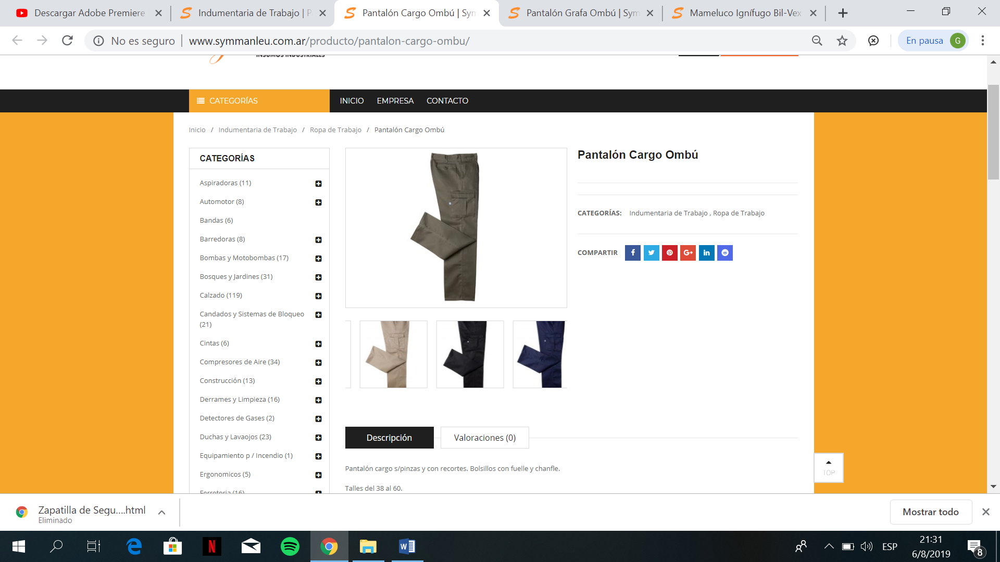 Descargar Adobe Premiere
Indumentaria de Trabajo | P
Pantalón Cargo Ombú | Sym
Pantalón Grafa Ombú | Sym
Mameluco Ignífugo Bil-Vex
No es seguro
www.symmanleu.com.ar/producto/pantalon-cargo-ombu/
En pausa
G
INSUMOS INDUSTRIALES
CATEGORÍAS
INICIO
EMPRESA
CONTACTO
Inicio / Indumentaria de Trabajo / Ropa de Trabajo / Pantalón Cargo Ombú
CATEGORÍAS
Aspiradoras (11)
Automotor (8)
Bandas (6)
Barredoras (8)
Bombas y Motobombas (17)
Bosques y Jardines (31)
Calzado (119)
Candados y Sistemas de Bloqueo
(21)
Cintas (6)
Compresores de Aire (34)
Construcción (13)
Derrames y Limpieza (16)
Detectores de Gases (2)
Duchas y Lavaojos (23)
Equipamiento p / Incendio (1)
Ergonomicos (5)
Ferreteria (16)
Pantalón Cargo Ombú
CATEGORÍAS: Indumentaria de Trabajo , Ropa de Trabajo
COMPARTIR
Descripción
Valoraciones (0)
Pantalón cargo s/pinzas y con recortes. Bolsillos con fuelle y chanfle.
Talles del 38 al 60.
TOP
Zapatilla de Segu....html
Eliminado
Mostrar todo
ESP
21:31
6/8/2019
8